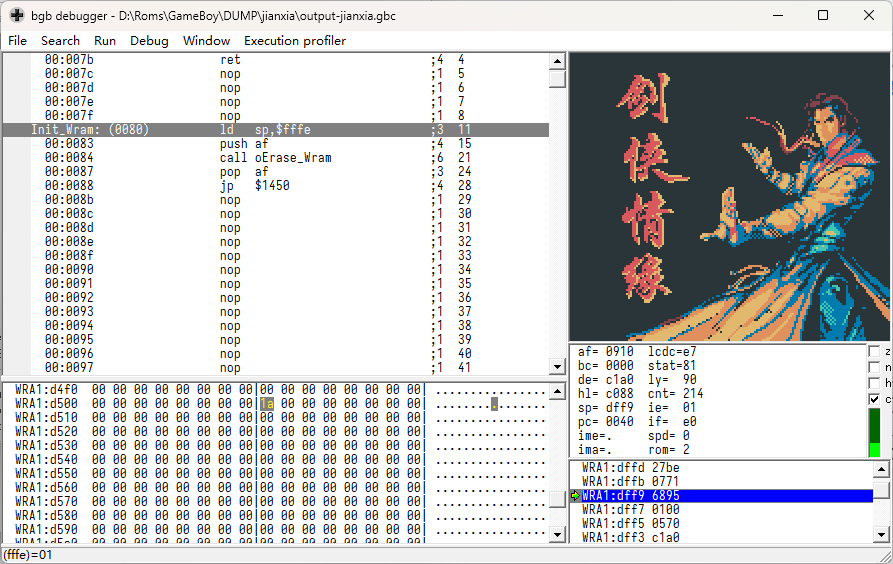 bgb debugger - D:\Roms\GameBoy\DUMP\jianxia\output-jianxia.gbc
File Search Run Debug Window Execution profiler
00:007b ret ;4 4
00:007c nop ;1 5
00:007d nop ;1 6
00:007e nop ;1 7
00:007f nop ;1 8
Init_Wram: (0080) ld sp,$fffe ;3 11
00:0083 push af ;4 15
00:0084 call oErase_Wram ;6 21
00:0087 pop af ;3 24
00:0088 jp $1450 ;4 28
00:008b nop ;1 29
00:008c nop ;1 30
00:008d nop ;1 31
00:008e nop ;1 32
00:008f nop ;1 33
00:0090 nop ;1 34
00:0091 nop ;1 35
00:0092 nop ;1 36
00:0093 nop ;1 37
00:0094 nop ;1 38
00:0095 nop ;1 39
00:0096 nop ;1 40
00:0097 nop ;1 41
剑侠情缘
af= 0910 lcdc=e7
bc= 0000 stat=81
de= c1a0 ly= 90
hl= c088 cnt= 214
sp= dff9 ie= 01
pc= 0040 if= e0
ime=. spd= 0
ima=. rom= 2
z
n
h
c
WRA1:d4f0 00 00 00 00 00 00 00 00 00 00 00 00 00 00 00 00 ................
WRA1:d500 00 00 00 00 00 00 00 00 1a 00 00 00 00 00 00 00 ................
WRA1:d510 00 00 00 00 00 00 00 00 00 00 00 00 00 00 00 00 ................
WRA1:d520 00 00 00 00 00 00 00 00 00 00 00 00 00 00 00 00 ................
WRA1:d530 00 00 00 00 00 00 00 00 00 00 00 00 00 00 00 00 ................
WRA1:d540 00 00 00 00 00 00 00 00 00 00 00 00 00 00 00 00 ................
WRA1:d550 00 00 00 00 00 00 00 00 00 00 00 00 00 00 00 00 ................
WRA1:d560 00 00 00 00 00 00 00 00 00 00 00 00 00 00 00 00 ................
WRA1:d570 00 00 00 00 00 00 00 00 00 00 00 00 00 00 00 00 ................
WRA1:d580 00 00 00 00 00 00 00 00 00 00 00 00 00 00 00 00 ................
WRA1:d590 00 00 00 00 00 00 00 00 00 00 00 00 00 00 00 00 ................
WRA1:dffd 27be
WRA1:dffb 0771
WRA1:dff9 6895
WRA1:dff7 0100
WRA1:dff5 0570
WRA1:dff3 c1a0
(fffe)=01